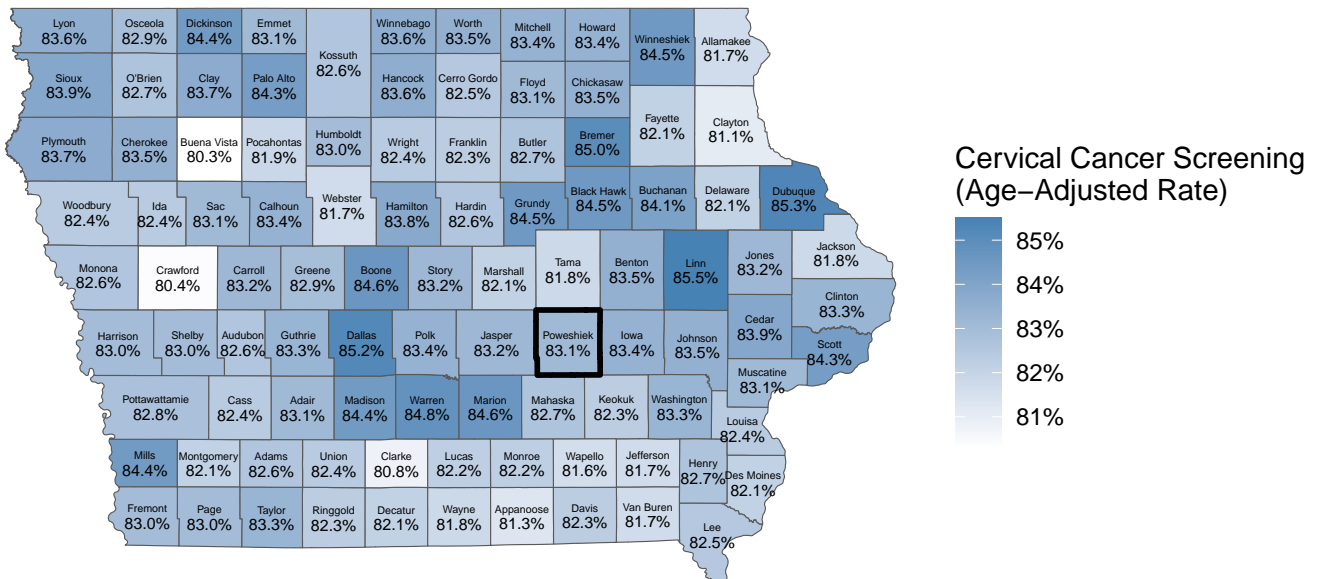 Lyon
83.6%
Osceola
82.9%
Dickinson
84.4%
Emmet
83.1%
Kossuth
82.6%
Winnebago
83.6%
Worth
83.5%
Mitchell
83.4%
Howard
83.4%
Winneshiek
84.5%
Allamakee
81.7%
Sioux
83.9%
O'Brien
82.7%
Clay
83.7%
Palo Alto
84.3%
Hancock
83.6%
Cerro Gordo
82.5%
Floyd
83.1%
Chickasaw
83.5%
Fayette
82.1%
Clayton
81.1%
Plymouth
83.7%
Cherokee
83.5%
Buena Vista
80.3%
Pocahontas
81.9%
Humboldt
83.0%
Wright
82.4%
Franklin
82.3%
Butler
82.7%
Bremer
85.0%
Woodbury
82.4%
Ida
82.4%
Sac
83.1%
Calhoun
83.4%
Webster
81.7%
Hamilton
83.8%
Hardin
82.6%
Grundy
84.5%
Black Hawk
84.5%
Buchanan
84.1%
Delaware
82.1%
Dubuque
85.3%
Monona
82.6%
Crawford
80.4%
Carroll
83.2%
Greene
82.9%
Boone
84.6%
Story
83.2%
Marshall
82.1%
Tama
81.8%
Benton
83.5%
Linn
85.5%
Jones
83.2%
Jackson
81.8%
Clinton
83.3%
Harrison
83.0%
Shelby
83.0%
Audubon
82.6%
Guthrie
83.3%
Dallas
85.2%
Polk
83.4%
Jasper
83.2%
Poweshiek
83.1%
Iowa
83.4%
Johnson
83.5%
Cedar
83.9%
Scott
84.3%
Muscatine
83.1%
Pottawattamie
82.8%
Cass
82.4%
Adair
83.1%
Madison
84.4%
Warren
84.8%
Marion
84.6%
Mahaska
82.7%
Keokuk
82.3%
Washington
83.3%
Louisa
82.4%
Mills
84.4%
Montgomery
82.1%
Adams
82.6%
Union
82.4%
Clarke
80.8%
Lucas
82.2%
Monroe
82.2%
Wapello
81.6%
Jefferson
81.7%
Henry
82.7%
Des Moines
82.1%
Fremont
83.0%
Page
83.0%
Taylor
83.3%
Ringgold
82.3%
Decatur
82.1%
Wayne
81.8%
Appanoose
81.3%
Davis
82.3%
Van Buren
81.7%
Lee
82.5%
Cervical Cancer Screening
(Age−Adjusted Rate)
85%
84%
83%
82%
81%